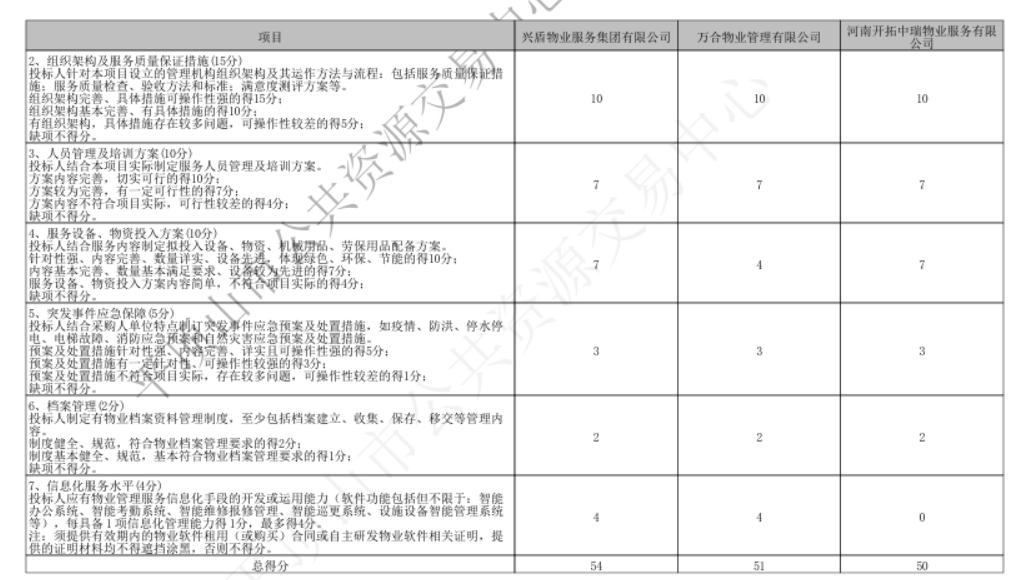 项目 兴盾物业服务集团有限公司 万合物业管理有限公司 河南开拓中瑞物业服务有限
公司
2、组织架构及服务质量保证措施(15分)
投标人针对本项目设立的管理机构组织架构及其运作方法与流程：包括服务质量保证措
施；服务质量检查、验收方法和标准；满意度测评方案等。
组织架构完善、具体措施可操作性强的得15分；
组织架构基本完善、有具体措施的得10分；
有组织架构，具体措施存在较多问题，可操作性较差的得5分；
缺项不得分。
10 10 10
3、人员管理及培训方案(10分)
投标人结合本项目实际制定服务人员管理及培训方案。
方案内容完善，切实可行的得10分；
方案较为完善，有一定可行性的得7分；
方案内容不符合项目实际，可行性较差的得4分；
缺项不得分。
7 7 7
4、服务设备、物资投入方案(10分)
投标人结合服务内容制定拟投入设备、物资、机械用品、劳保用品配备方案。
针对性强、内容完善、数量详实、设备先进，体现绿色、环保、节能的得10分；
内容基本完善、数量基本满足要求、设备较为先进的得7分；
服务设备、物资投入方案内容简单，不符合项目实际的得4分；
缺项不得分。
7 4 7
5、突发事件应急保障(5分)
投标人结合采购人单位特点制订突发事件应急预案及处置措施，如疫情、防洪、停水停
电、电梯故障、消防应急预案和自然灾害应急预案及处置措施。
预案及处置措施针对性强、内容完善、详实且可操作性强的得5分；
预案及处置措施有一定针对性、可操作性较强的得3分；
预案及处置措施不符合项目实际，存在较多问题，可操作性较差的得1分；
缺项不得分。
3 3 3
6、档案管理(2分)
投标人制定有物业档案资料管理制度，至少包括档案建立、收集、保存、移交等管理内
容。
制度健全、规范，符合物业档案管理要求的得2分；
制度基本健全、规范，基本符合物业档案管理要求的得1分；
缺项不得分。
2 2 2
7、信息化服务水平(4分)
投标人应有物业管理服务信息化手段的开发或运用能力（软件功能包括但不限于：智能
办公系统、智能考勤系统、智能维修报修管理、智能巡更系统、设施设备智能管理系统
等），每具备1项信息化管理能力得1分，最多得4分。
注：须提供有效期内的物业软件租用（或购买）合同或自主研发物业软件相关证明，提
供的证明材料均不得遮挡涂黑，否则不得分。
4 4 0
总得分 54 51 50
平顶山市公共资源交易中心
平顶山市公共资源交易中心